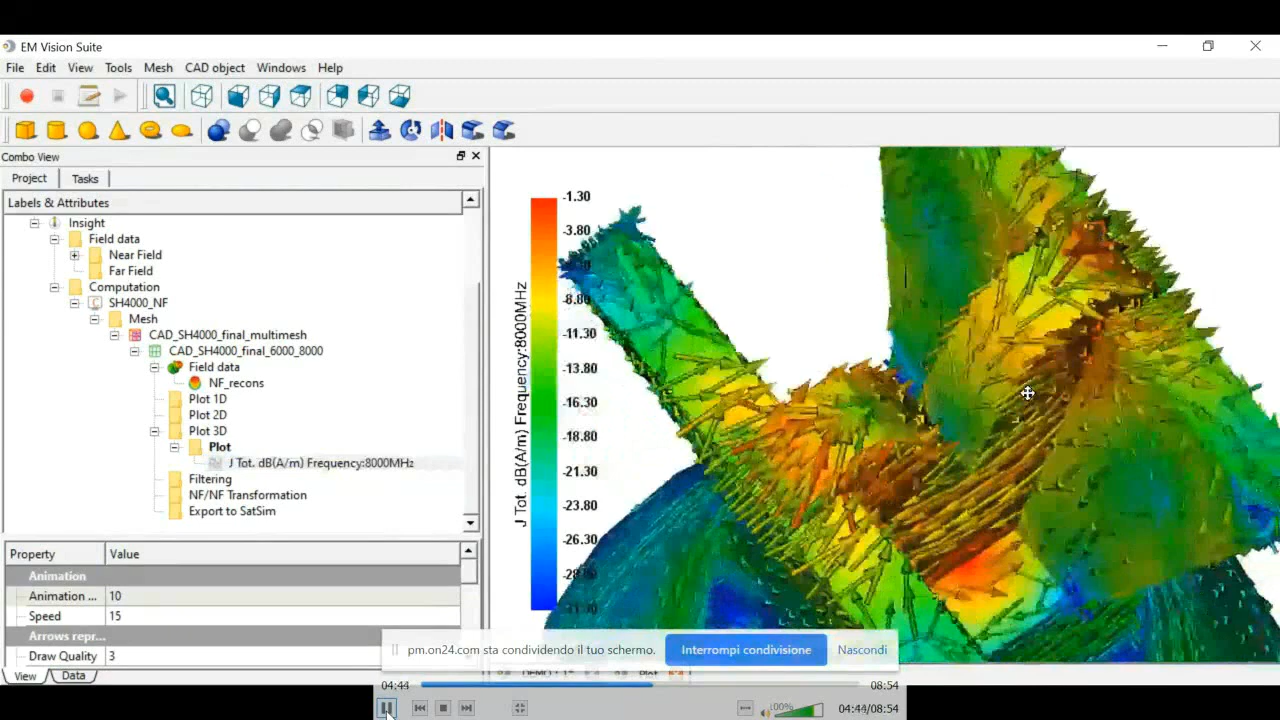 EM Vision Suite
File Edit View Tools Mesh CAD object Windows Help
Combo View
Project Tasks
Labels & Attributes
Insight
Field data
Near Field
Far Field
Computation
SH4000_NF
Mesh
CAD_SH4000_final_multimesh
CAD_SH4000_final_6000_8000
Field data
NF_recons
Plot 1D
Plot 2D
Plot 3D
Plot
J Tot. dB(A/m) Frequency:8000MHz
Filtering
NF/NF Transformation
Export to SatSim
Property Value
Animation
Animation ... 10
Speed 15
Arrows repr...
Draw Quality 3
View Data
J Tot. dB(A/m) Frequency:8000MHz
-1.30
-3.80
-8.80
-11.30
-13.80
-16.30
-18.80
-21.30
-23.80
-26.30
pm.on24.com sta condividendo il tuo schermo. Interrompi condivisione Nascondi
04:44 08:54
100% 04:44/08:54